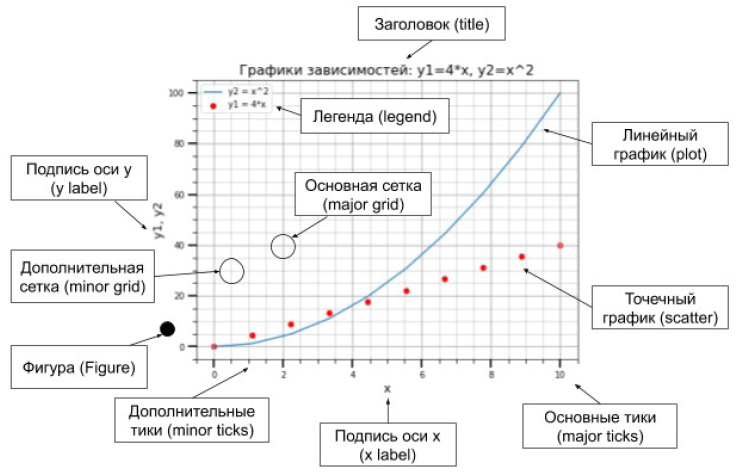 Заголовок (title)
Графики зависимостей: y1=4*x, y2=x^2
y2 = x^2
y1 = 4*x
Легенда (legend)
Линейный
график (plot)
Подпись оси y
(y label)
Основная сетка
(major grid)
y1, y2
Дополнительная
сетка (minor grid)
Точечный
график (scatter)
Фигура (Figure)
100
80
60
40
20
0
0 2 4 6 8 10
x
Дополнительные
тики (minor ticks)
Подпись оси x
(x label)
Основные тики
(major ticks)